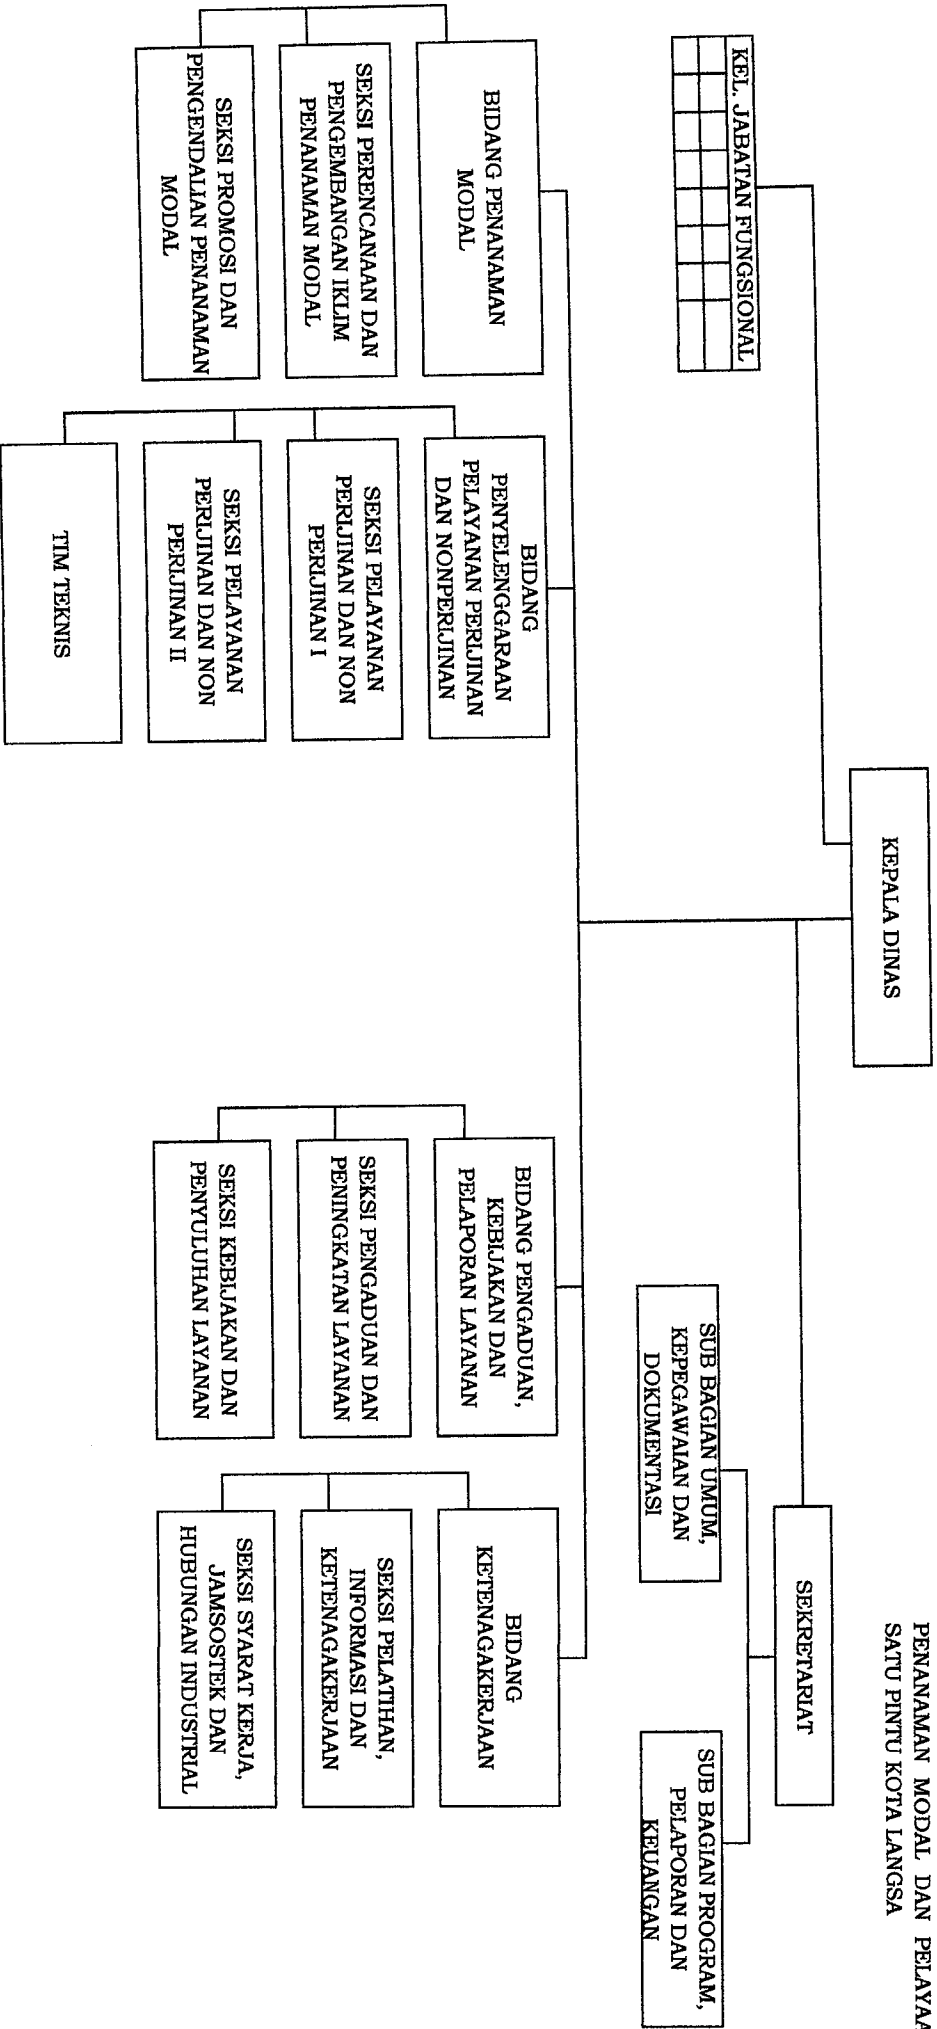 PENANAMAN MODAL DAN
SATU PINTU KOTA LANGSA
KEPALA DINAS
SEKRETARIAT
KEL. JABATAN FUNGSIONAL
SUB BAGIAN UMUM,
KEPEGAWAIAN DAN
DOKUMENTASI
SUB BAGIAN PROGRAM,
PELAPORAN DAN
KEUANGAN
BIDANG PENANAMAN
MODAL
SEKSI PERENCANAAN DAN
PENGEMBANGAN IKLIM
PENANAMAN MODAL
SEKSI PROMOSI DAN
PENGENDALIAN PENANAMAN
MODAL
BIDANG
PENYELENGGARAAN
PELAYANAN PERIJINAN
DAN NONPERIJINAN
SEKSI PELAYANAN
PERIJINAN DAN NON
PERIJINAN I
SEKSI PELAYANAN
PERIJINAN DAN NON
PERIJINAN II
TIM TEKNIS
BIDANG PENGADUAN,
KEBIJAKAN DAN
PELAPORAN LAYANAN
SEKSI PENGADUAN DAN
PENINGKATAN LAYANAN
SEKSI KEBIJAKAN DAN
PENYULUHAN LAYANAN
BIDANG
KETENAGAKERJAAN
SEKSI PELATIHAN,
INFORMASI DAN
KETENAGAKERJAAN
SEKSI SYARAT KERJA,
JAMSOSTEK DAN
HUBUNGAN INDUSTRIAL